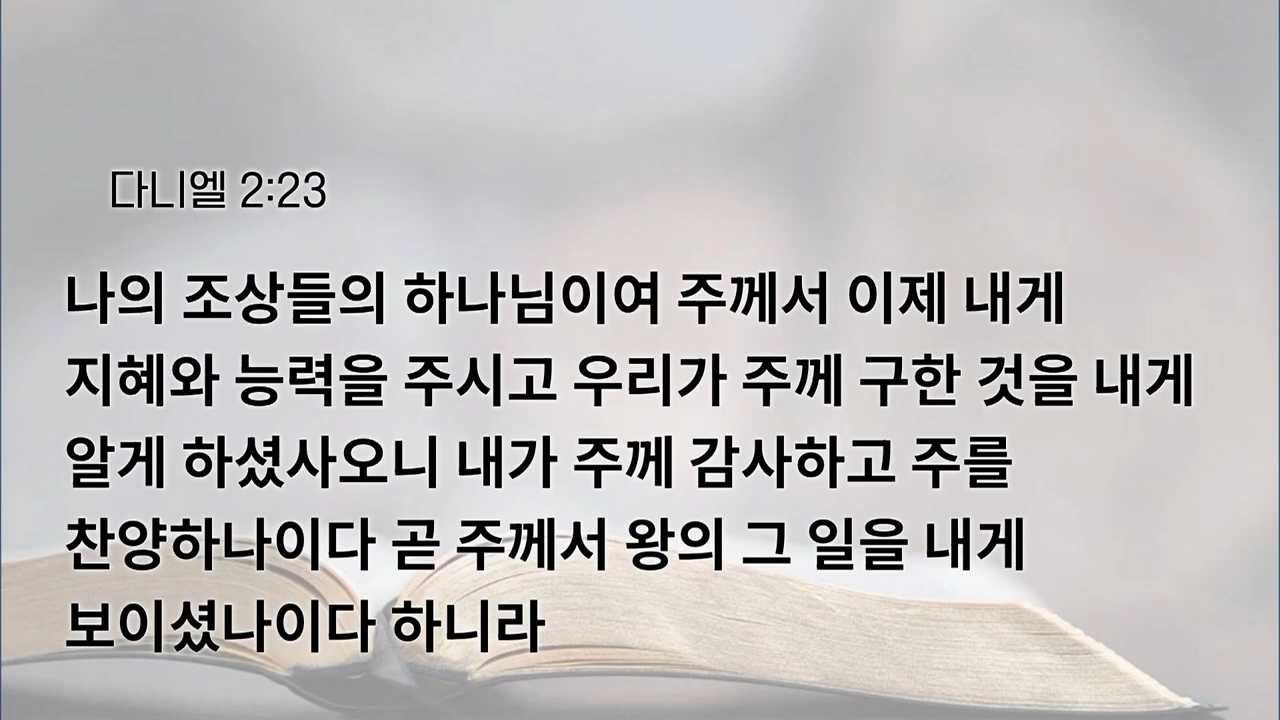 다니엘 2:23
나의 조상들의 하나님이여 주께서 이제 내게
지혜와 능력을 주시고 우리가 주께 구한 것을 내게
알게 하셨사오니 내가 주께 감사하고 주를
찬양하나이다 곧 주께서 왕의 그 일을 내게
보이셨나이다 하니라